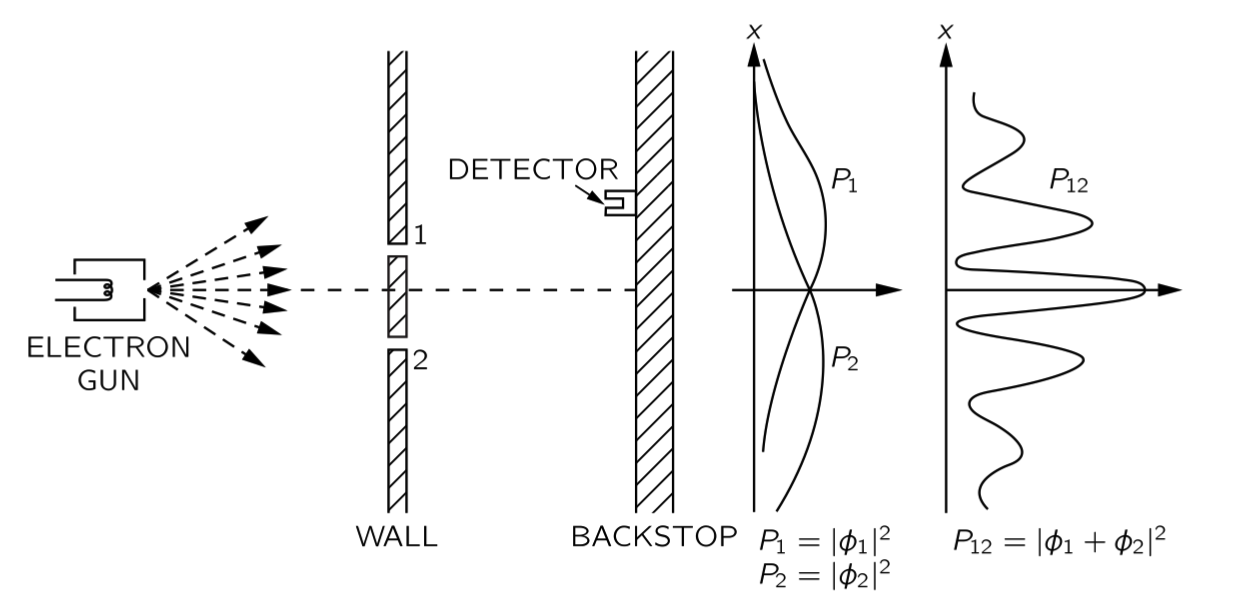 x
x
DETECTOR
P₁
P₁₂
1
ELECTRON
GUN
2
P₂
WALL
BACKSTOP
P₁ = |ϕ₁|²
P₂ = |ϕ₂|²
P₁₂ = |ϕ₁ + ϕ₂|²